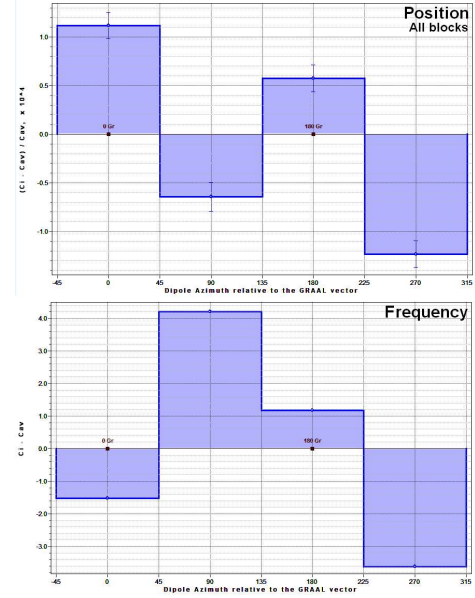 Position
All blocks
(Ci - Cav) / Cav, x 10^4
1.0
0.5
0.0
-0.5
-1.0
0 Gr
180 Gr
-45 0 45 90 135 180 225 270 315
Dipole Azimuth relative to the GRAAL vector
Frequency
Ci - Cav
4.0
3.0
2.0
1.0
0.0
-1.0
-2.0
-3.0
0 Gr
180 Gr
-45 0 45 90 135 180 225 270 315
Dipole Azimuth relative to the GRAAL vector